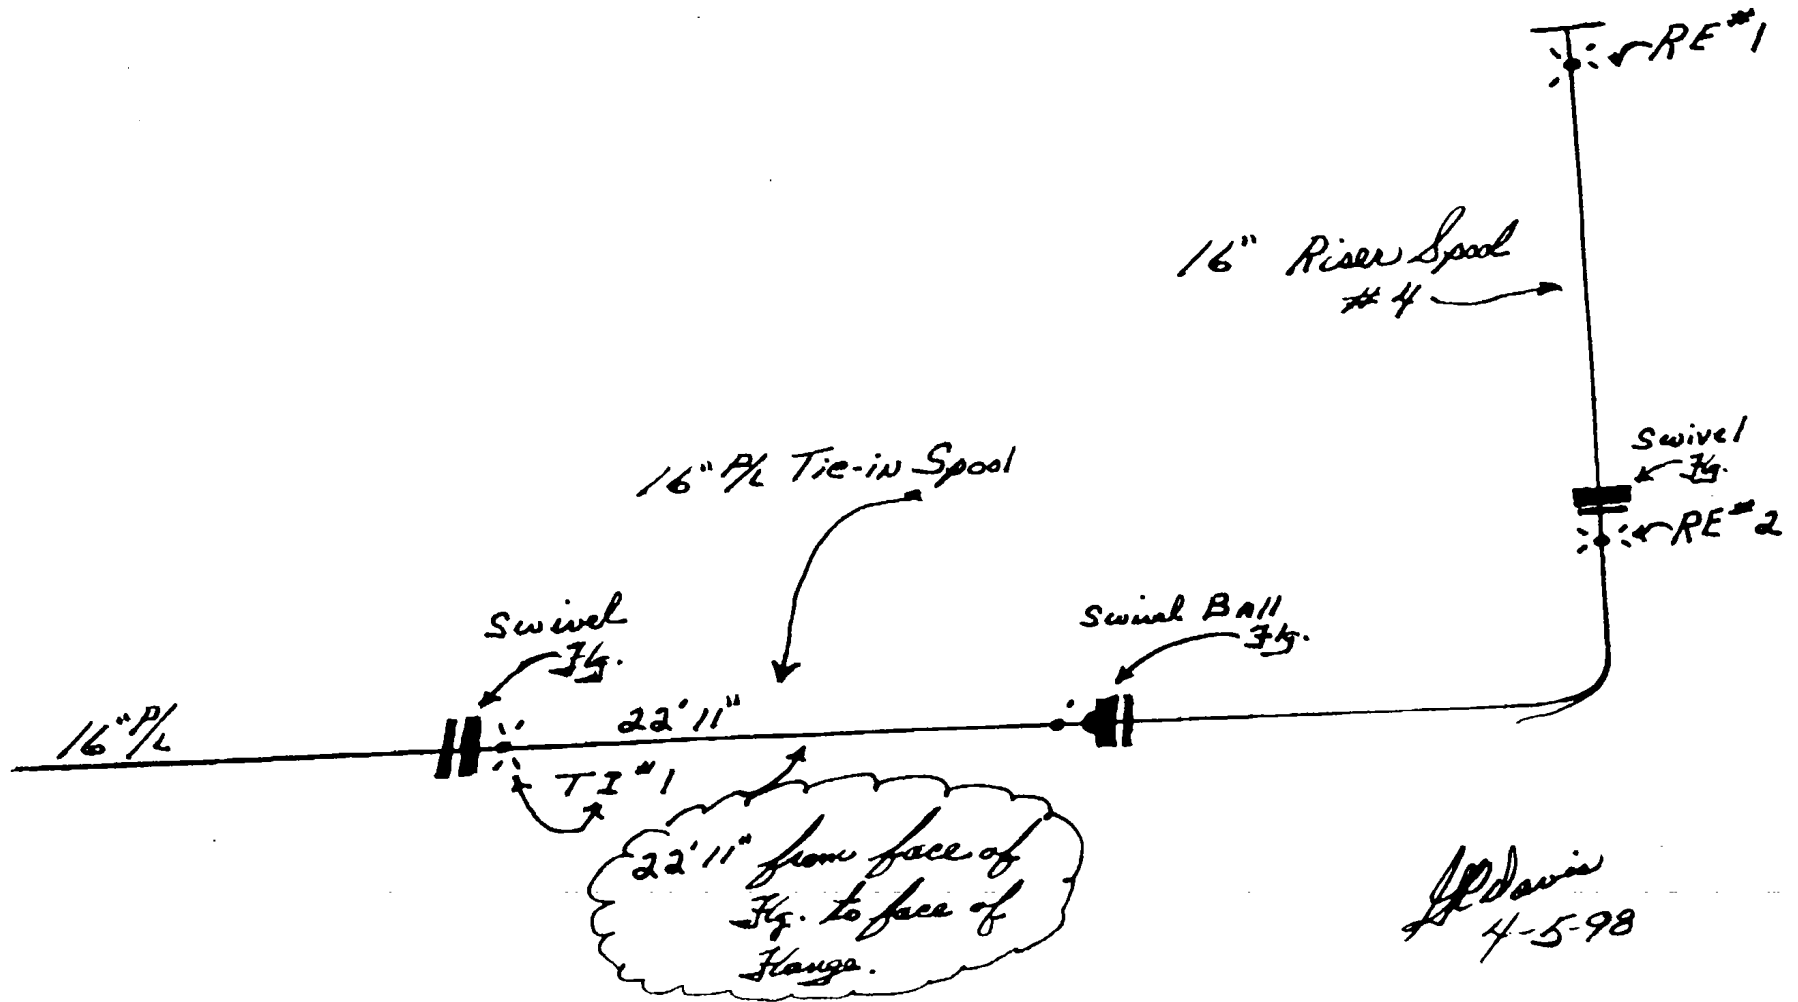 RE #1
16" Riser Spool
#4
Swivel
Flg.
RE #2
16" P/L Tie-in Spool
Swivel
Flg.
Swivel Ball
Flg.
16" P/L
22' 11"
TI #1
22' 11" from face of
Flg. to face of
Flange.
Davis
4-5-98